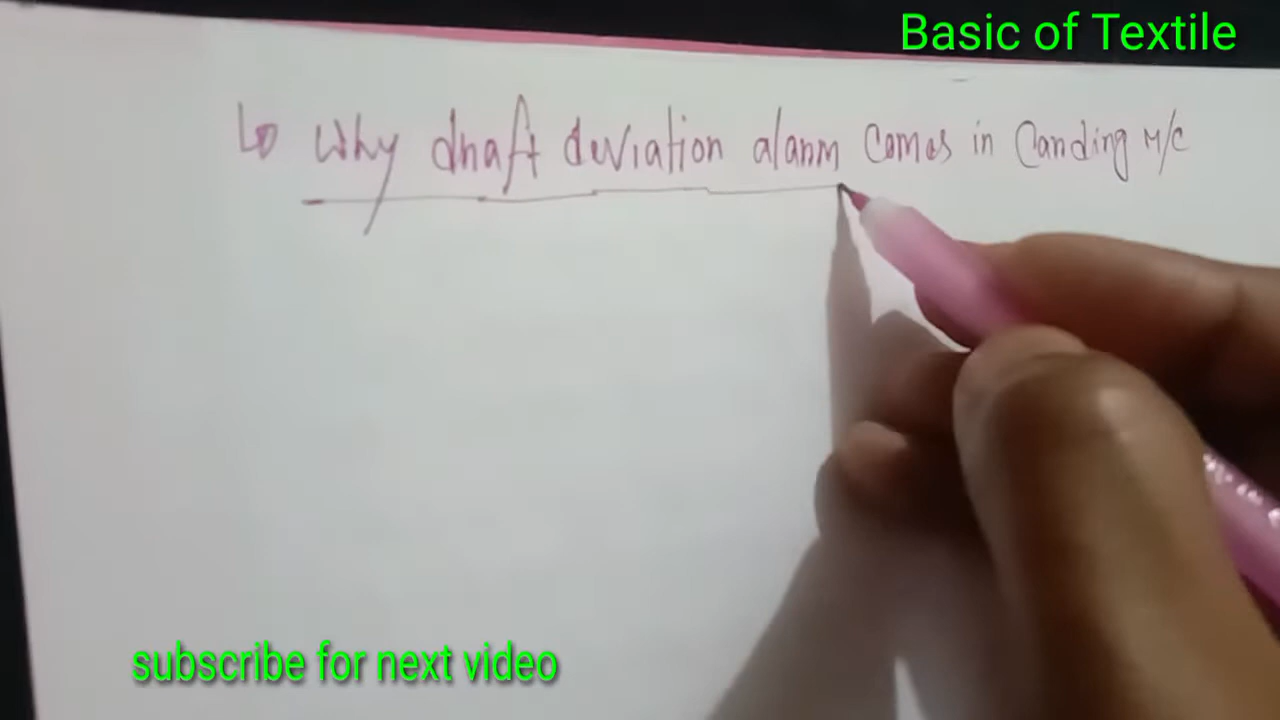 Basic of Textile
Why draft deviation alarm comes in Carding M/C
subscribe for next video